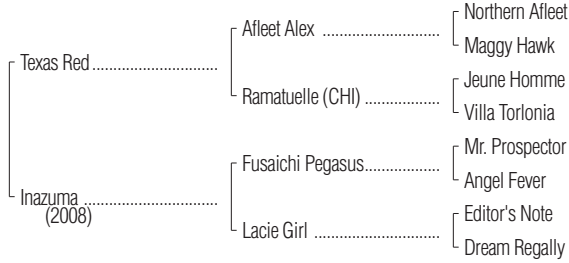 Northern Afleet
Afleet Alex ..............................
Maggy Hawk
Texas Red ..............................
Jeune Homme
Ramatuelle (CHI) ...................
Villa Torlonia
Mr. Prospector
Fusaichi Pegasus...................
Angel Fever
Inazuma ................................
(2008)
Editor's Note
Lacie Girl ................................
Dream Regally